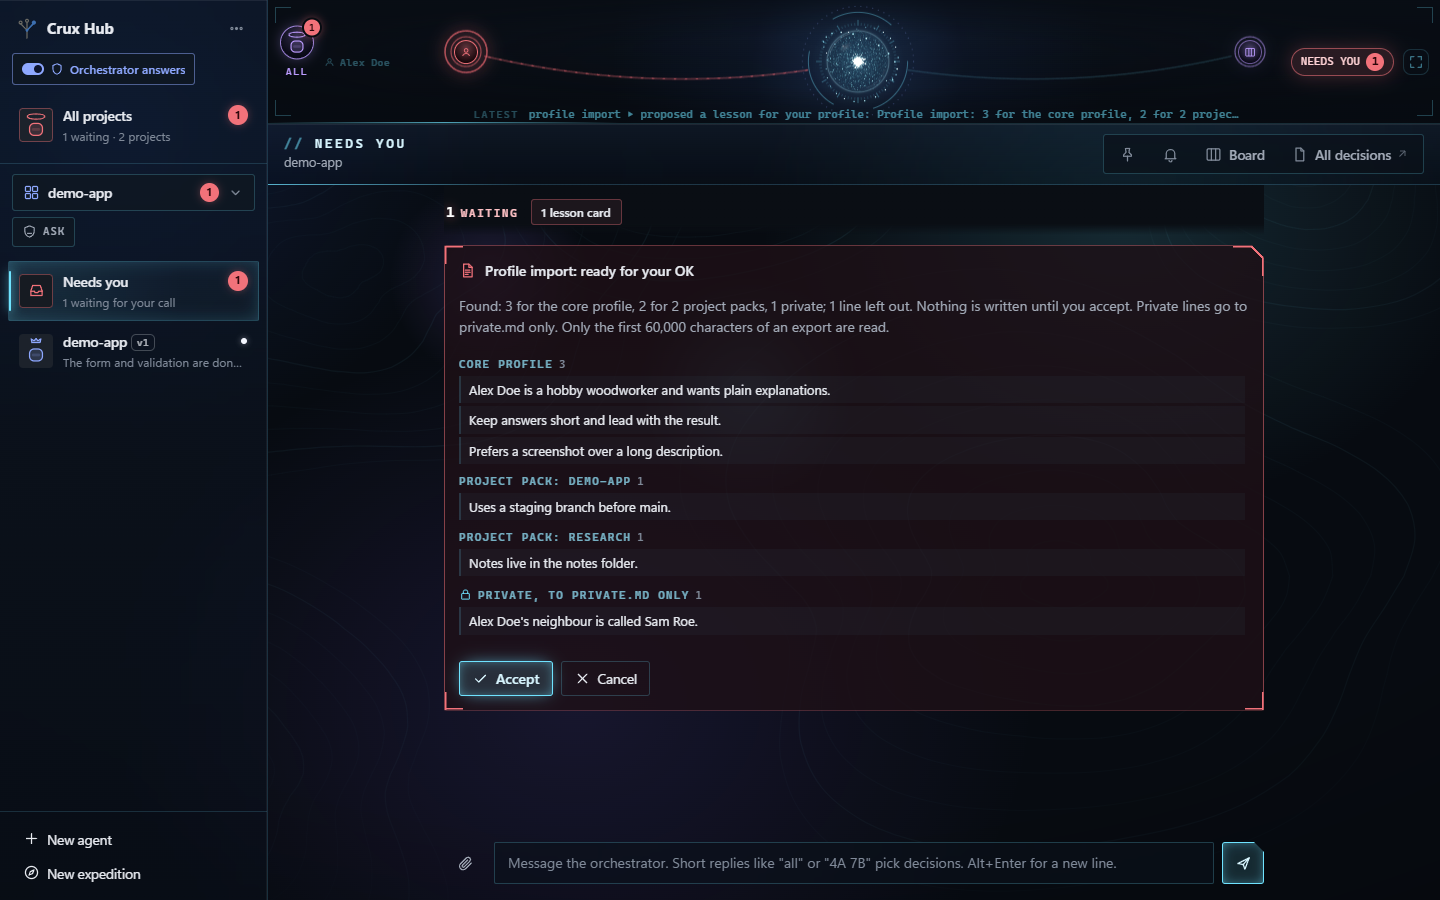 Crux Hub
Orchestrator answers
All projects
1
1 waiting · 2 projects
demo-app
1
ASK
Needs you
1
1 waiting for your call
demo-app v1
The form and validation are don...
New agent
New expedition
1
ALL
Alex Doe
NEEDS YOU 1
LATEST profile import ▸ proposed a lesson for your profile: Profile import: 3 for the core profile, 2 for 2 projec…
// NEEDS YOU
demo-app
Board
All decisions ↗
1 WAITING
1 lesson card
Profile import: ready for your OK
Found: 3 for the core profile, 2 for 2 project packs, 1 private; 1 line left out. Nothing is written until you accept. Private lines go to
private.md only. Only the first 60,000 characters of an export are read.
CORE PROFILE 3
Alex Doe is a hobby woodworker and wants plain explanations.
Keep answers short and lead with the result.
Prefers a screenshot over a long description.
PROJECT PACK: DEMO-APP 1
Uses a staging branch before main.
PROJECT PACK: RESEARCH 1
Notes live in the notes folder.
PRIVATE, TO PRIVATE.MD ONLY 1
Alex Doe's neighbour is called Sam Roe.
Accept
Cancel
Message the orchestrator. Short replies like "all" or "4A 7B" pick decisions. Alt+Enter for a new line.